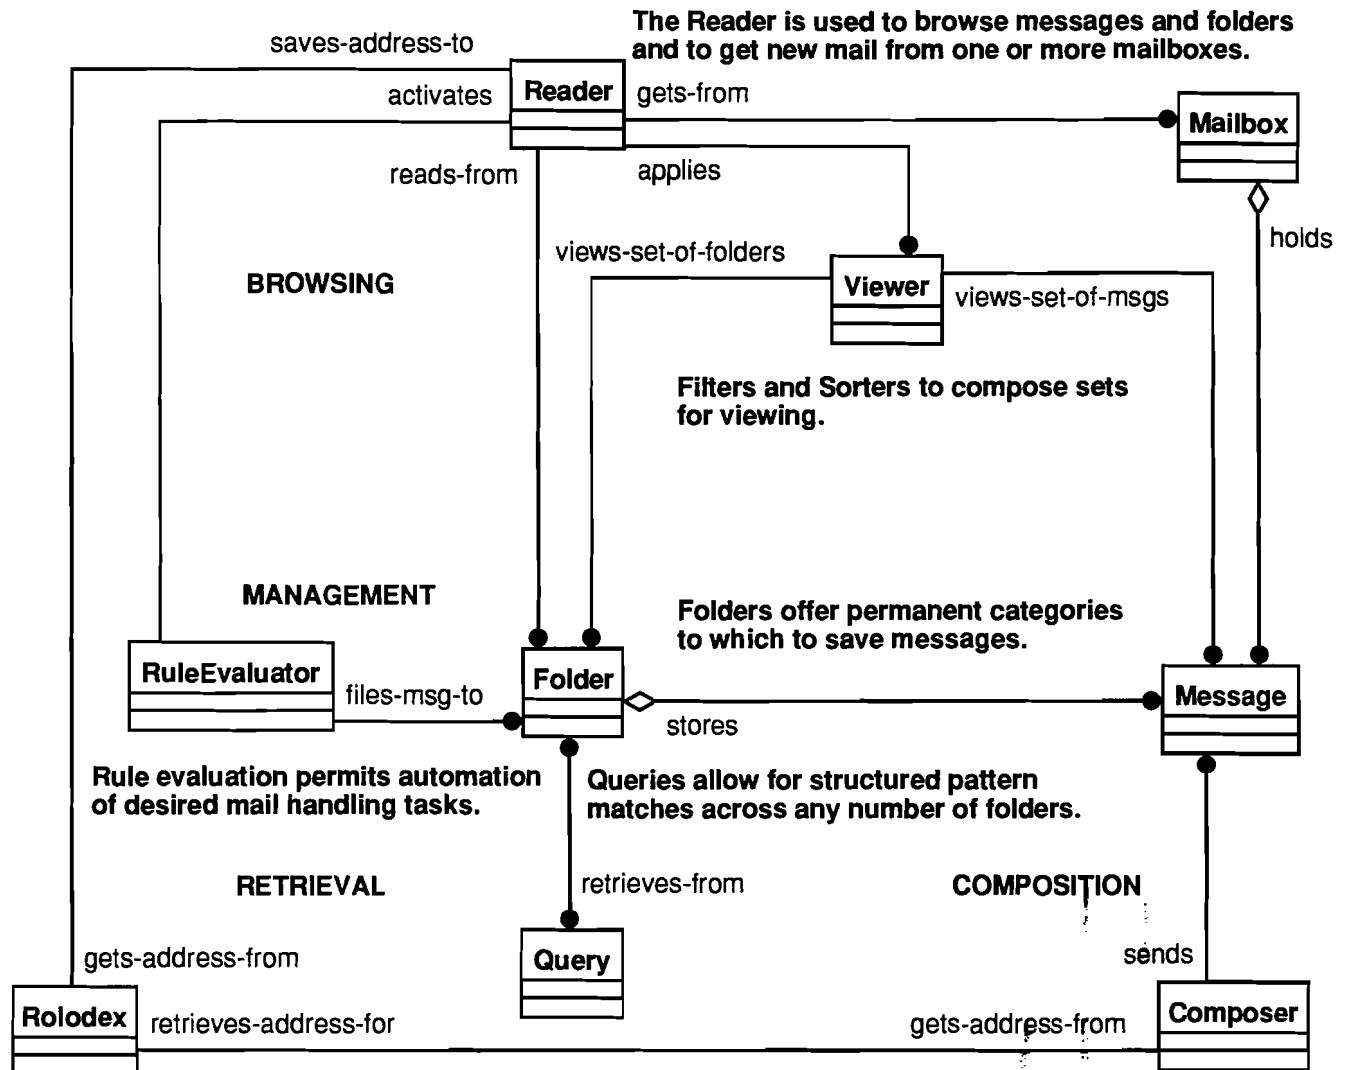 The Reader is used to browse messages and folders
and to get new mail from one or more mailboxes.
saves-address-to
Reader
activates
gets-from
Mailbox
reads-from
applies
holds
views-set-of-folders
BROWSING
Viewer
views-set-of-msgs
Filters and Sorters to compose sets
for viewing.
MANAGEMENT
Folders offer permanent categories
to which to save messages.
RuleEvaluator
files-msg-to
Folder
stores
Message
Rule evaluation permits automation
of desired mail handling tasks.
Queries allow for structured pattern
matches across any number of folders.
RETRIEVAL
retrieves-from
COMPOSITION
gets-address-from
Query
sends
Rolodex
retrieves-address-for
gets-address-from
Composer